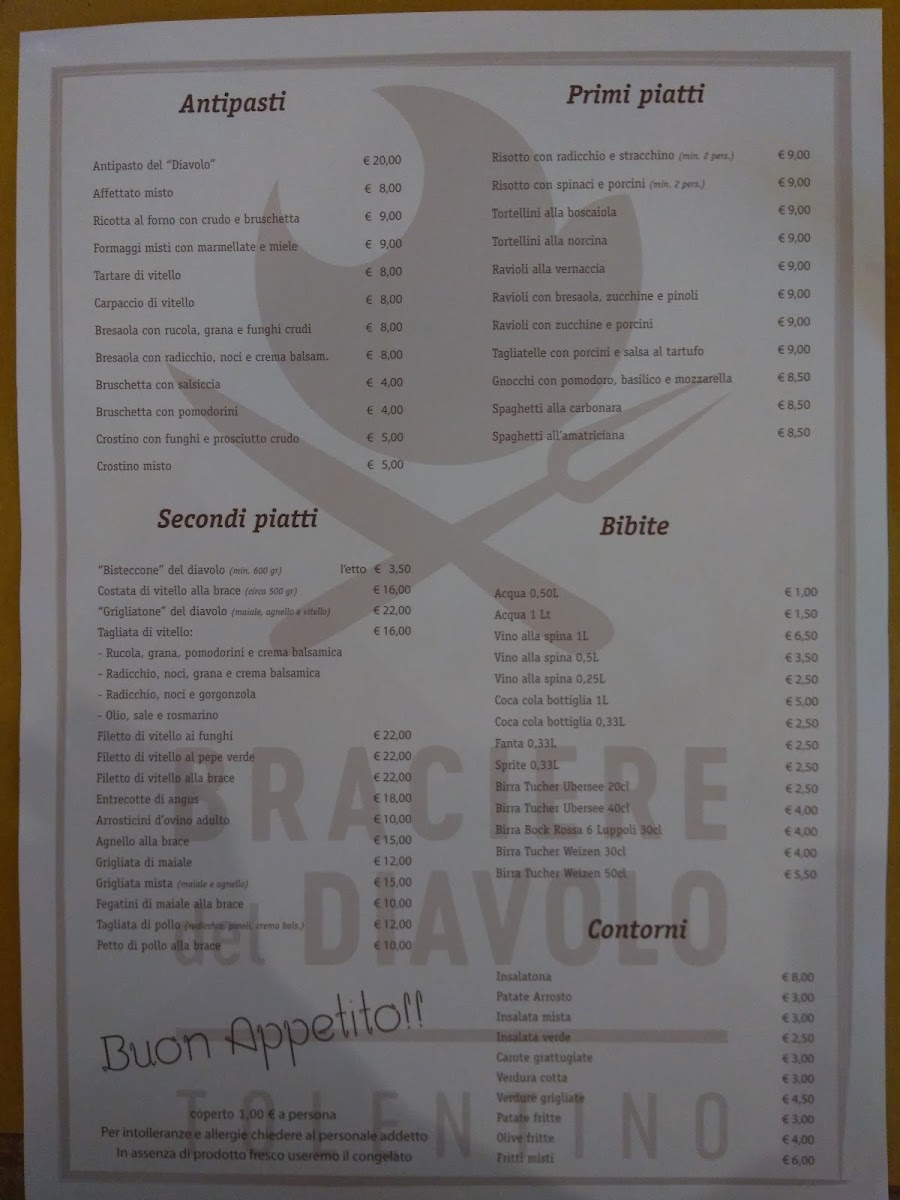 Antipasti
Antipasto del "Diavolo" € 20,00
Affettato misto € 8,00
Ricotta al forno con crudo e bruschetta € 9,00
Formaggi misti con marmellate e miele € 9,00
Tartare di vitello € 8,00
Carpaccio di vitello € 8,00
Bresaola con rucola, grana e funghi crudi € 8,00
Bresaola con radicchio, noci e crema balsam. € 8,00
Bruschetta con salsiccia € 4,00
Bruschetta con pomodorini € 4,00
Crostino con funghi e prosciutto crudo € 5,00
Crostino misto € 5,00
Primi piatti
Risotto con radicchio e stracchino (min. 2 pers.) € 9,00
Risotto con spinaci e porcini (min. 2 pers.) € 9,00
Tortellini alla boscaiola € 9,00
Tortellini alla norcina € 9,00
Ravioli alla vernaccia € 9,00
Ravioli con bresaola, zucchine e pinoli € 9,00
Ravioli con zucchine e porcini € 9,00
Tagliatelle con porcini e salsa al tartufo € 9,00
Gnocchi con pomodoro, basilico e mozzarella € 8,50
Spaghetti alla carbonara € 8,50
Spaghetti all'amatriciana € 8,50
Secondi piatti
"Bisteccone" del diavolo (min. 600 gr) l'etto € 3,50
Costata di vitello alla brace (circa 500 gr) € 16,00
"Grigliatone" del diavolo (maiale, agnello e vitello) € 22,00
Tagliata di vitello: € 16,00
- Rucola, grana, pomodorini e crema balsamica
- Radicchio, noci, grana e crema balsamica
- Radicchio, noci e gorgonzola
- Olio, sale e rosmarino
Filetto di vitello ai funghi € 22,00
Filetto di vitello al pepe verde € 22,00
Filetto di vitello alla brace € 22,00
Entrecotte di angus € 18,00
Arrosticini d'ovino adulto € 10,00
Agnello alla brace € 15,00
Grigliata di maiale € 12,00
Grigliata mista (maiale e agnello) € 15,00
Fegatini di maiale alla brace € 10,00
Tagliata di pollo (radicchio, pinoli, crema bals.) € 12,00
Petto di pollo alla brace € 10,00
Bibite
Acqua 0,50L € 1,00
Acqua 1 Lt € 1,50
Vino alla spina 1L € 6,50
Vino alla spina 0,5L € 3,50
Vino alla spina 0,25L € 2,50
Coca cola bottiglia 1L € 5,00
Coca cola bottiglia 0,33L € 2,50
Fanta 0,33L € 2,50
Sprite 0,33L € 2,50
Birra Tucher Ubersee 20cl € 2,50
Birra Tucher Ubersee 40cl € 4,00
Birra Bock Rossa 6 Luppoli 30cl € 4,00
Birra Tucher Weizen 30cl € 4,00
Birra Tucher Weizen 50cl € 5,50
Contorni
Insalatona € 8,00
Patate Arrosto € 3,00
Insalata mista € 3,00
Insalata verde € 2,50
Carote grattugiate € 3,00
Verdura cotta € 3,00
Verdure grigliate € 4,50
Patate fritte € 3,00
Olive fritte € 4,00
Fritti misti € 6,00
Buon Appetito!!
coperto 1,00 € a persona
Per intolleranze e allergie chiedere al personale addetto
In assenza di prodotto fresco useremo il congelato
BRACIERE
del DIAVOLO
TOLENTINO